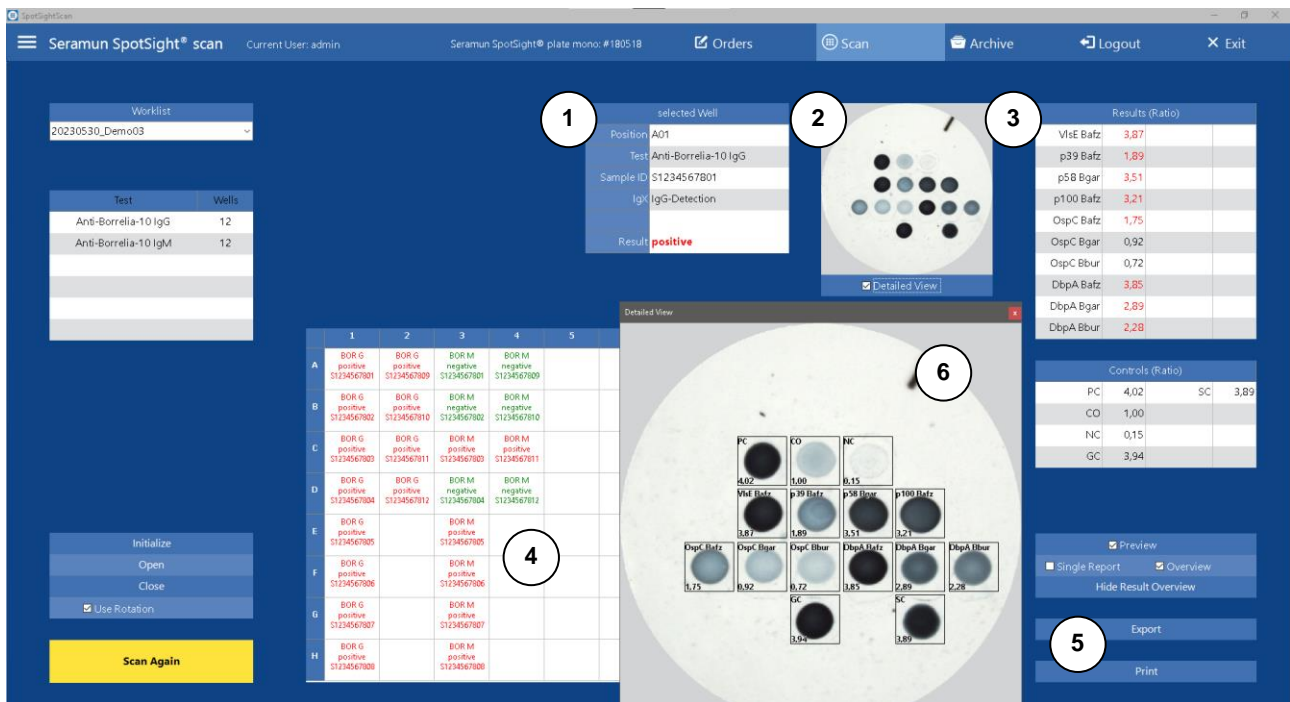 SpotSightScan
Seramun SpotSight® scan Current User: admin Seramun SpotSight® plate mono: #180518 Orders Scan Archive Logout Exit
Worklist
20230530_Demo03
Test Wells
Anti-Borrelia-10 IgG 12
Anti-Borrelia-10 IgM 12
1
selected Well
Position A01
Test Anti-Borrelia-10 IgG
Sample ID S1234567801
IgX IgG-Detection
Result positive
2
Detailed View
3
Results (Ratio)
VlsE Bafz 3,87
p39 Bafz 1,89
p58 Bgar 3,51
p100 Bafz 3,21
OspC Bafz 1,75
OspC Bgar 0,92
OspC Bbur 0,72
DbpA Bafz 3,85
DbpA Bgar 2,89
DbpA Bbur 2,28
Controls (Ratio)
PC 4,02 SC 3,89
CO 1,00
NC 0,15
GC 3,94
1 2 3 4 5
A
BOR G BOR G BOR M BOR M
positive positive negative negative
S1234567801 S1234567809 S1234567801 S1234567809
B
BOR G BOR G BOR M BOR M
positive positive negative negative
S1234567802 S1234567810 S1234567802 S1234567810
C
BOR G BOR G BOR M BOR M
positive positive positive positive
S1234567803 S1234567811 S1234567803 S1234567811
D
BOR G BOR G BOR M BOR M
positive positive negative negative
S1234567804 S1234567812 S1234567804 S1234567812
E
BOR G BOR M
positive positive
S1234567805 S1234567805
F
BOR G BOR M
positive positive
S1234567806 S1234567806
G
BOR G BOR M
positive positive
S1234567807 S1234567807
H
BOR G BOR M
positive positive
S1234567808 S1234567808
4
Detailed View x
6
PC CO NC
4,02 1,00 0,15
VlsE Bafz p39 Bafz p58 Bgar p100 Bafz
3,87 1,89 3,51 3,21
OspC Bafz OspC Bgar OspC Bbur DbpA Bafz DbpA Bgar DbpA Bbur
1,75 0,92 0,72 3,85 2,89 2,28
GC SC
3,94 3,89
Initialize
Open
Close
Use Rotation
Scan Again
Preview
Single Report Overview
Hide Result Overview
Export
5
Print